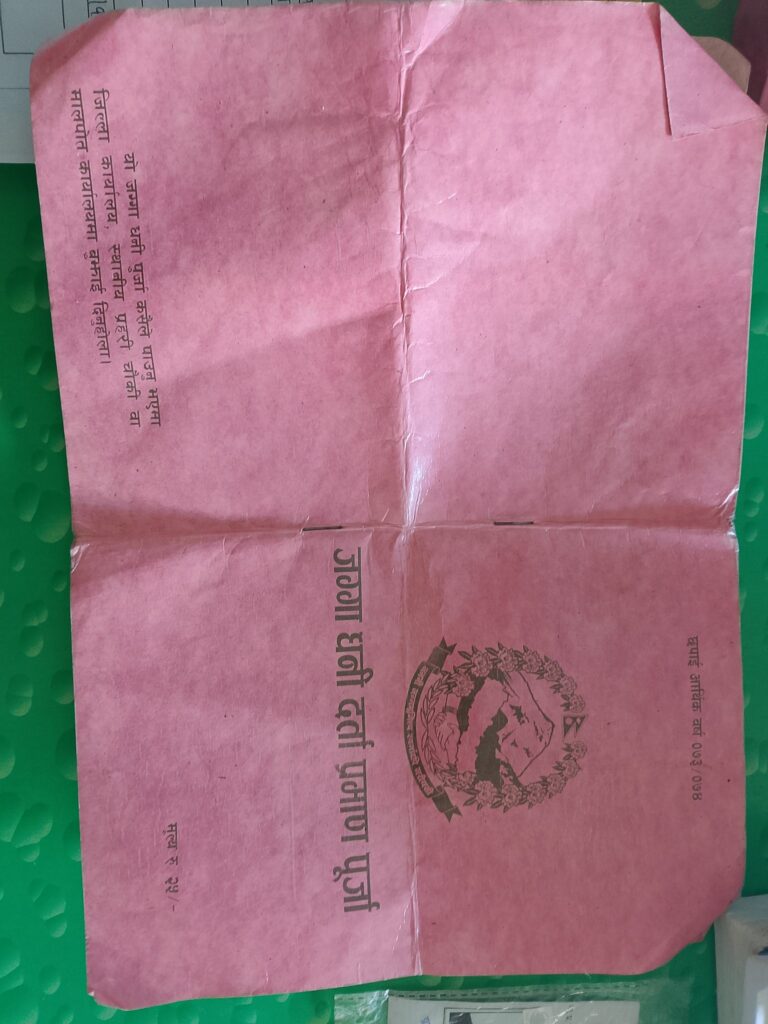 छपाई आर्थिक वर्ष ०७३/०७४
जग्गा धनी दर्ता प्रमाण पूर्जा
मूल्य रु २५/-
यो जग्गा धनी पूर्जा कसैले पाउनु भएमा
जिल्ला कार्यालय, स्थानीय प्रहरी चौकी वा
मालपोत कार्यालयमा बुझाई दिनुहोला।